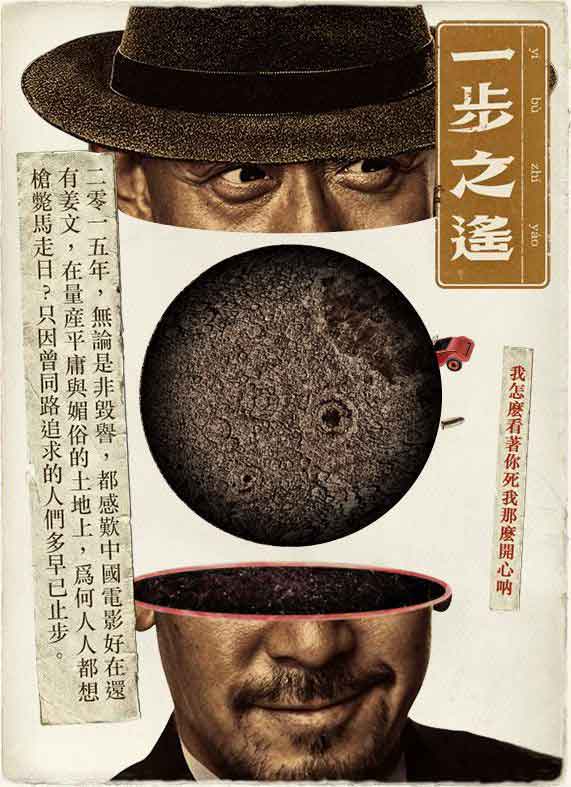 一步之遙
yī bù zhī yáo
我怎麼看著你死我那麼開心呐
二零一五年，無論是非毀譽，都感歎中國電影好在還
有姜文，在量産平庸與媚俗的土地上，爲何人人都想
槍斃馬走日？只因曾同路追求的人們多早已止步。